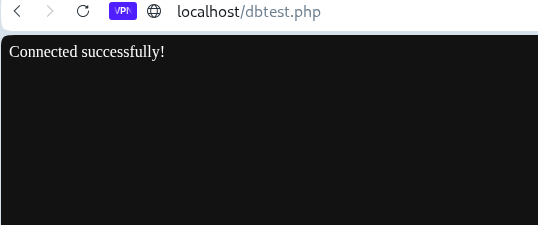 VPN localhost/dbtest.php
Connected successfully!